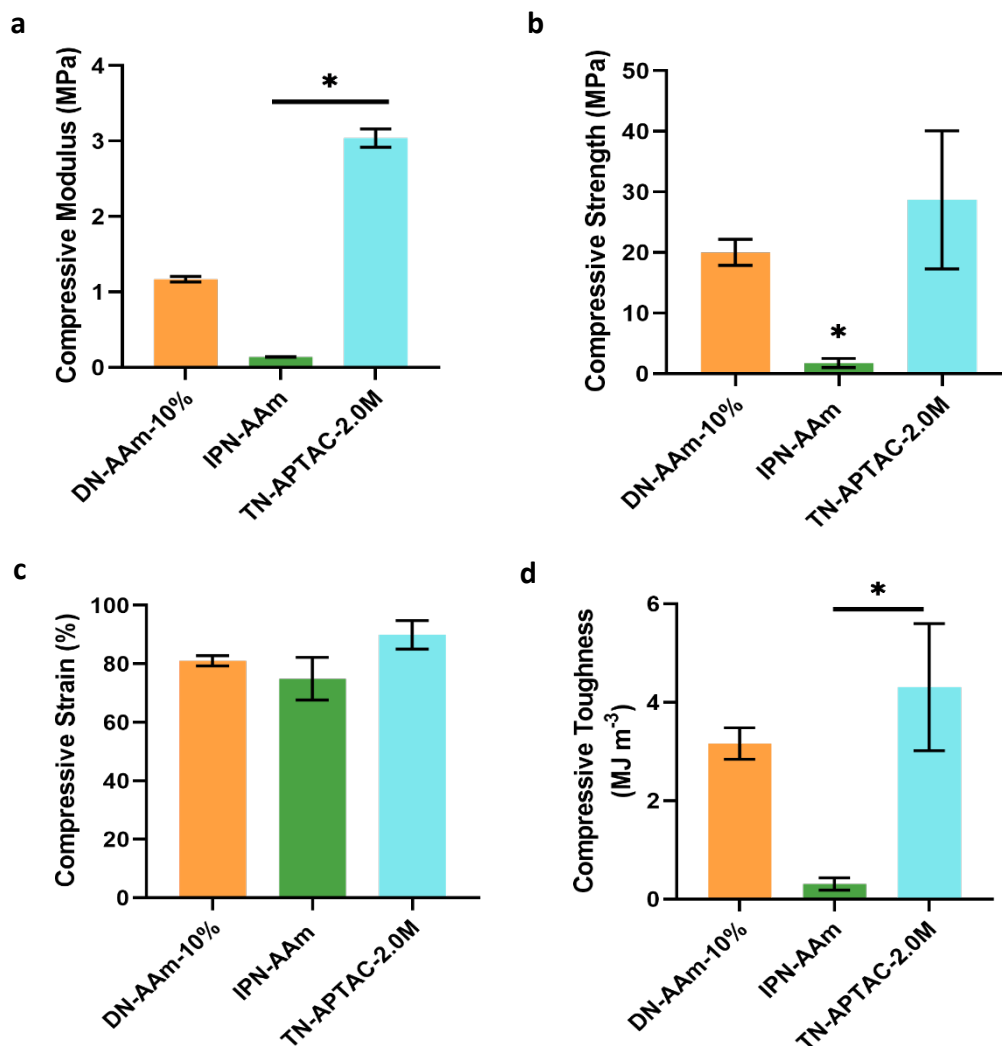 a
Compressive Modulus (MPa)
4
3
2
1
0
*
DN-AAm-10%
IPN-AAm
TN-APTAC-2.0M
b
Compressive Strength (MPa)
50
40
30
20
10
0
*
DN-AAm-10%
IPN-AAm
TN-APTAC-2.0M
c
Compressive Strain (%)
100
80
60
40
20
0
DN-AAm-10%
IPN-AAm
TN-APTAC-2.0M
d
Compressive Toughness
(MJ m⁻³)
6
4
2
0
*
DN-AAm-10%
IPN-AAm
TN-APTAC-2.0M